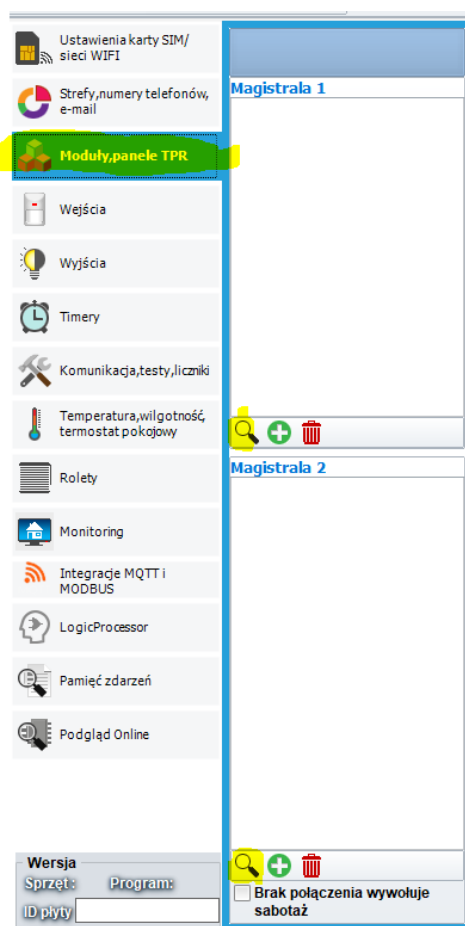 Ustawienia karty SIM/
sieci WIFI
Strefy,numery telefonów,
e-mail
Moduły,panele TPR
Wejścia
Wyjścia
Timery
Komunikacja,testy,liczniki
Temperatura,wilgotność,
termostat pokojowy
Rolety
Monitoring
Integracje MQTT i
MODBUS
LogicProcessor
Pamięć zdarzeń
Podgląd Online
Wersja
Sprzęt: Program:
ID płyty
Magistrala 1
Magistrala 2
Brak połączenia wywołuje
sabotaż